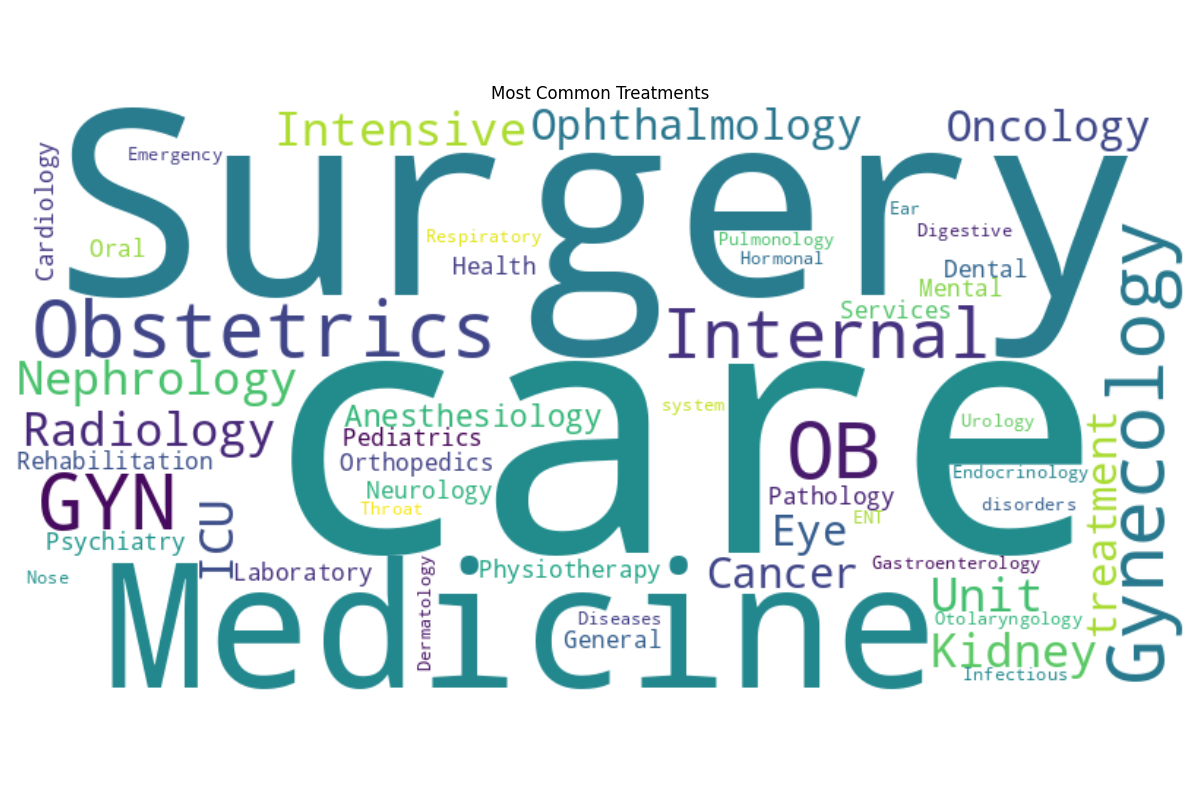 Most Common Treatments
Surgery
Intensive
Ophthalmology
Oncology
Cardiology
Emergency
Oral
Respiratory
Health
Pulmonology
Hormonal
Ear
Digestive
Dental
Mental
Services
Obstetrics
Internal
Gynecology
Nephrology
care
Radiology
Rehabilitation
Anesthesiology
Pediatrics
Orthopedics
Neurology
Throat
system
OB
Pathology
ENT
Eye
Urology
Endocrinology
disorders
treatment
GYN
ICU
Psychiatry
Nose
Laboratory
Dermatology
Physiotherapy
Cancer
Gastroenterology
Medicine
Diseases
General
Unit
Otolaryngology
Kidney
Infectious